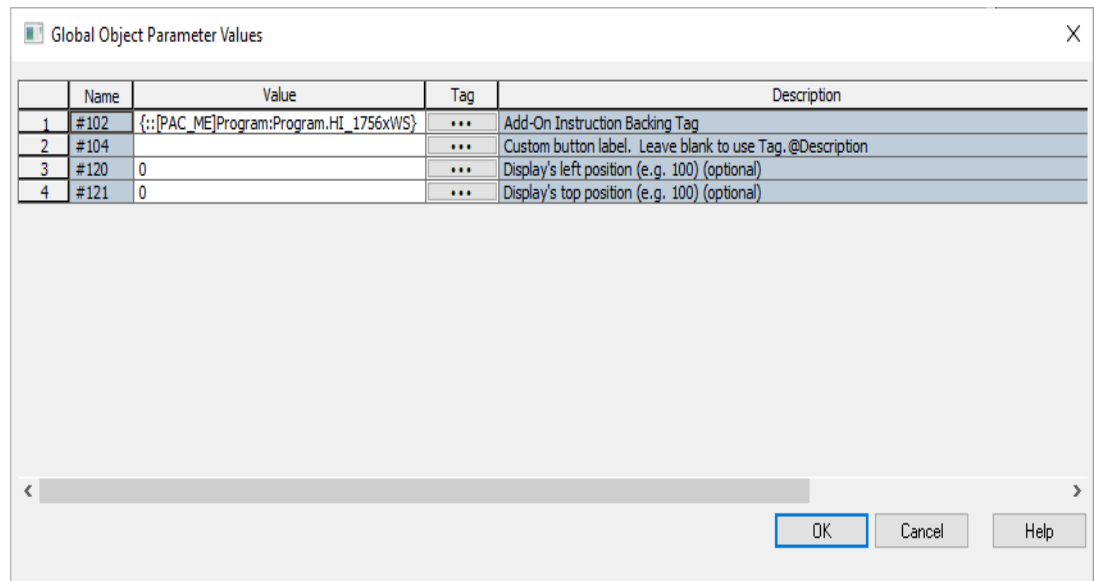 Global Object Parameter Values
Name Value Tag Description
1 #102 {::[PAC_ME]Program:Program.HI_1756xWS} ... Add-On Instruction Backing Tag
2 #104 ... Custom button label. Leave blank to use Tag.@Description
3 #120 0 ... Display's left position (e.g. 100) (optional)
4 #121 0 ... Display's top position (e.g. 100) (optional)
OK Cancel Help